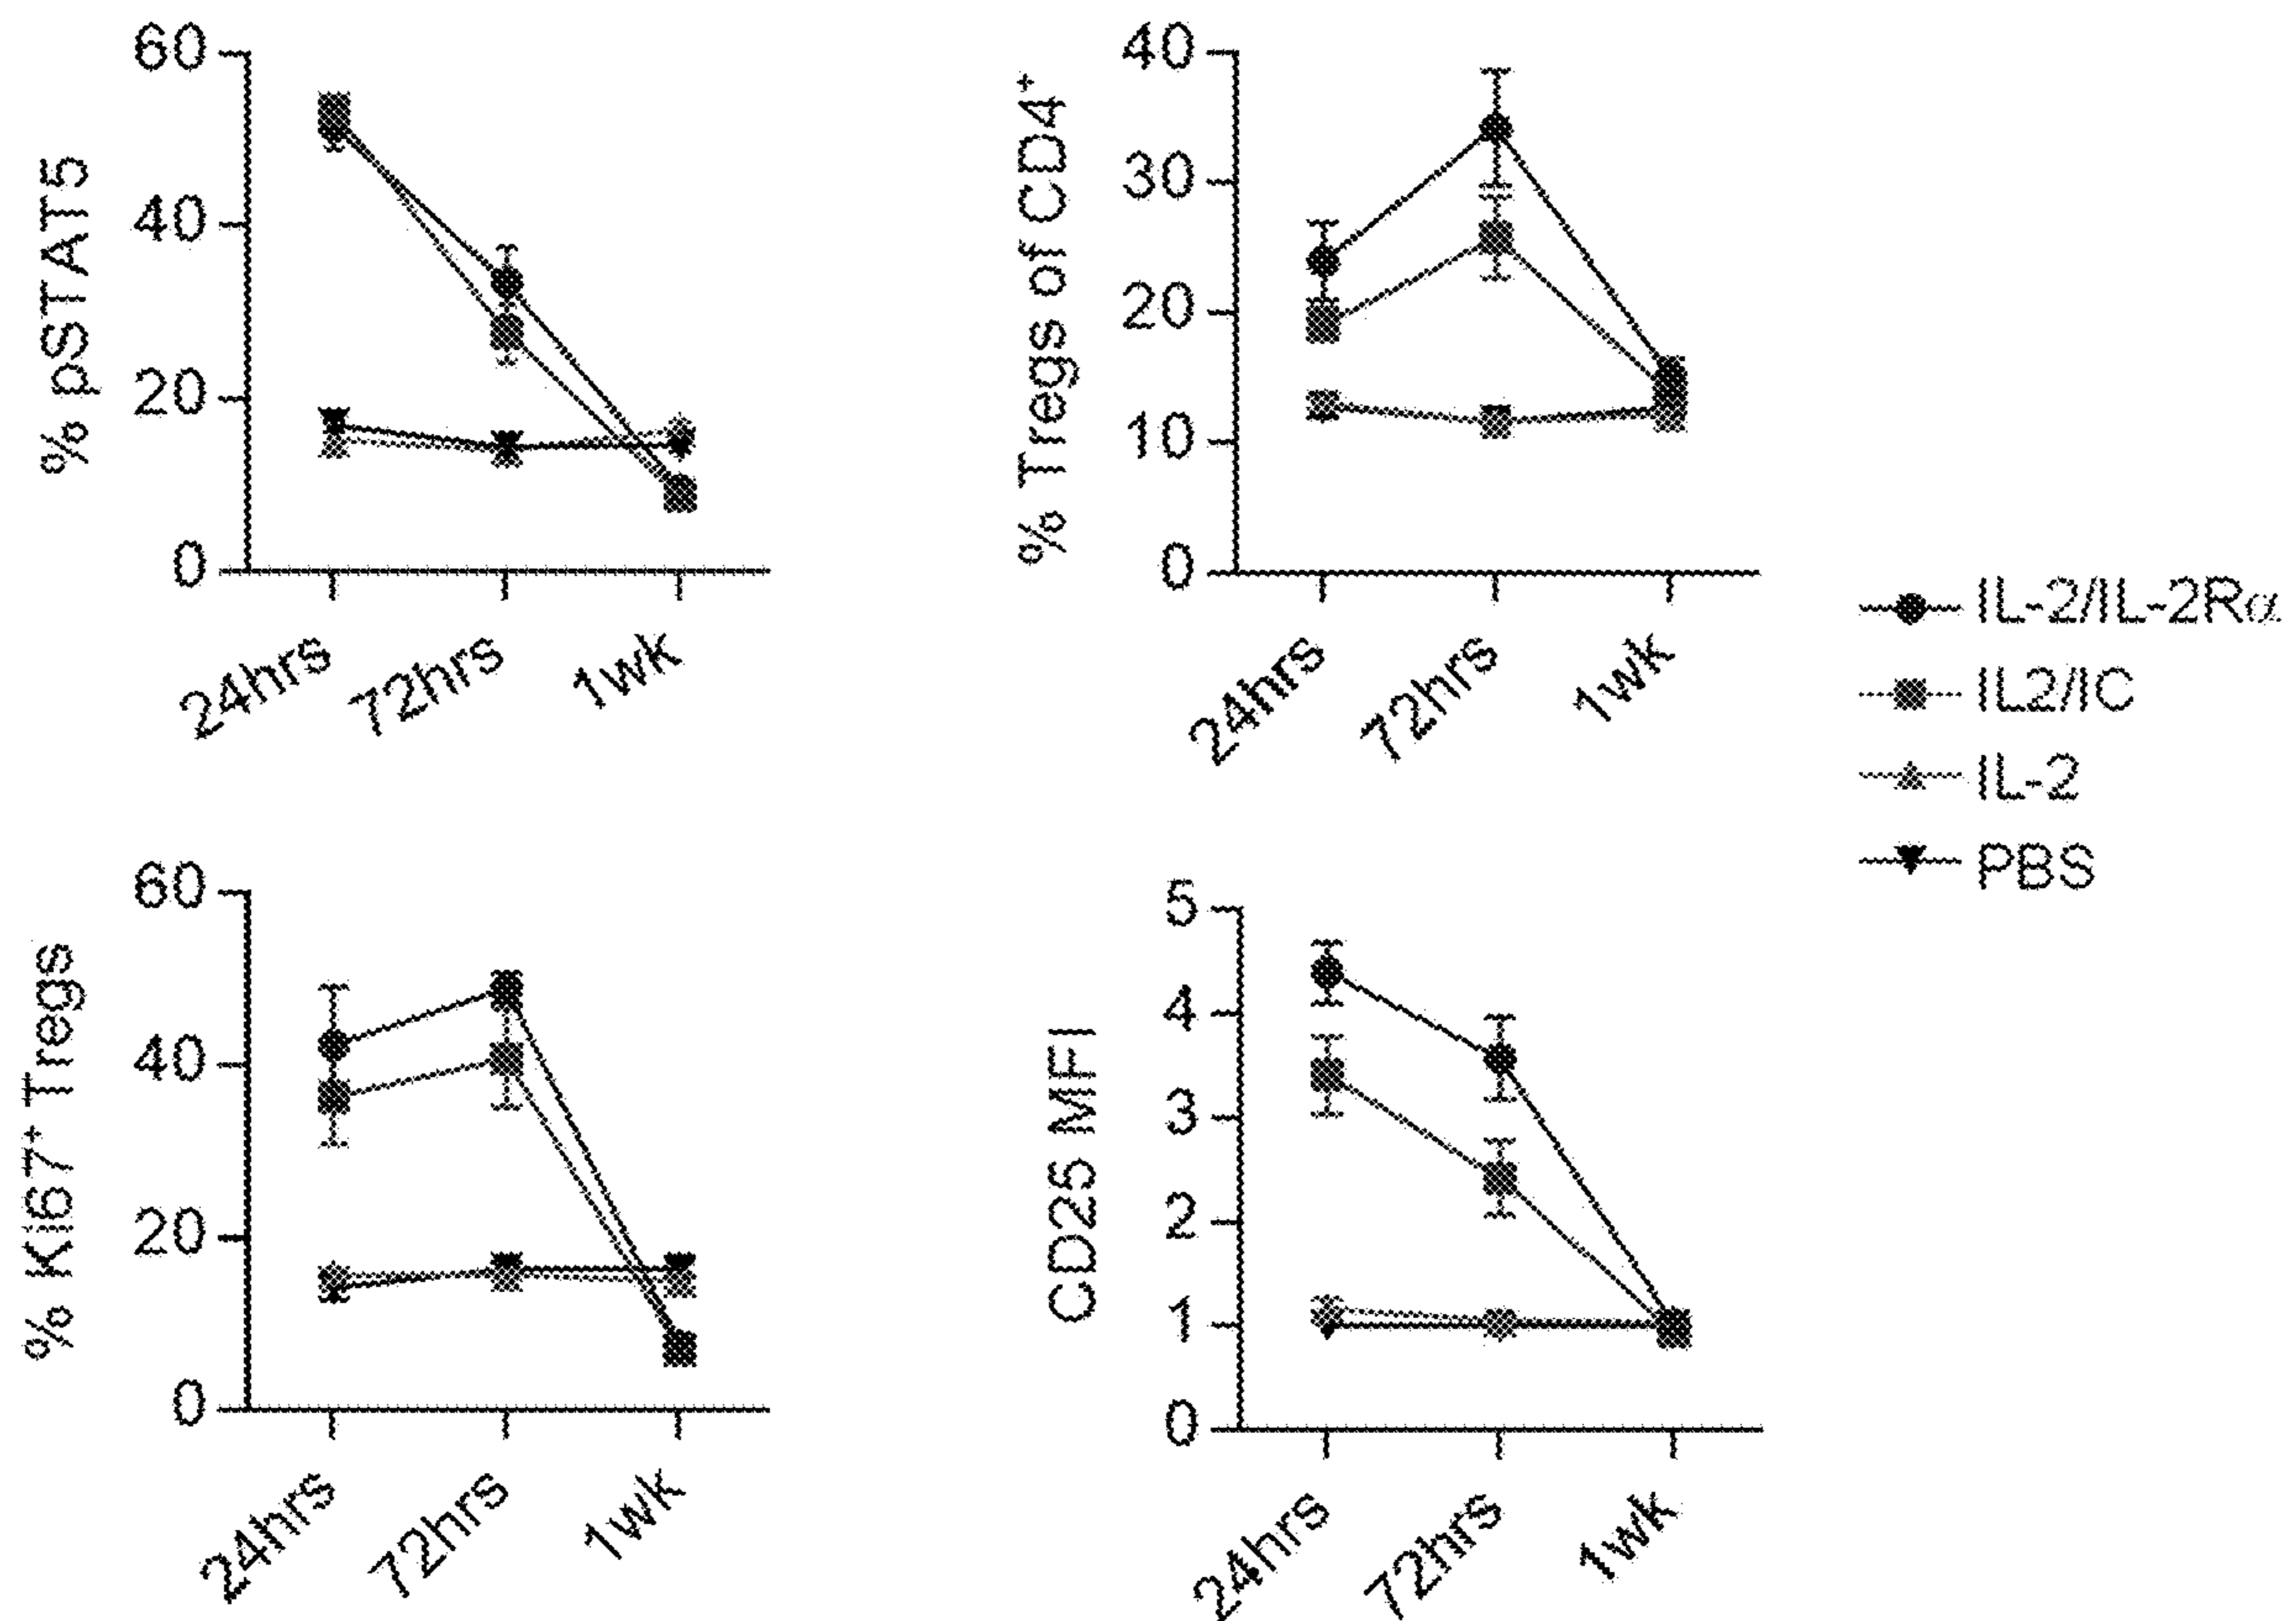 % pSTAT5
60
40
20
0
24hrs
72hrs
1wk
% Tregs of CD4⁺
40
30
20
10
0
24hrs
72hrs
1wk
IL-2/IL-2Rα
IL2/IC
IL-2
PBS
% Ki67⁺ Tregs
60
40
20
0
24hrs
72hrs
1wk
CD25 MFI
5
4
3
2
1
0
24hrs
72hrs
1wk